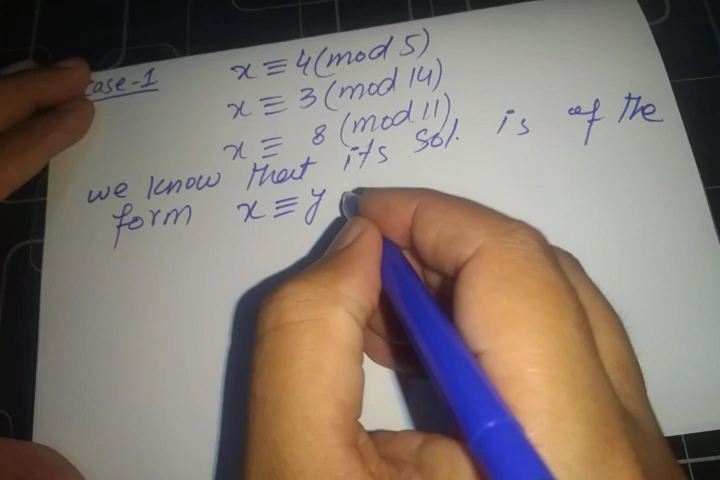 case-1
x ≡ 4 (mod 5)
x ≡ 3 (mod 14)
x ≡ 8 (mod 11)
we know that its sol. is of the
form x ≡ y